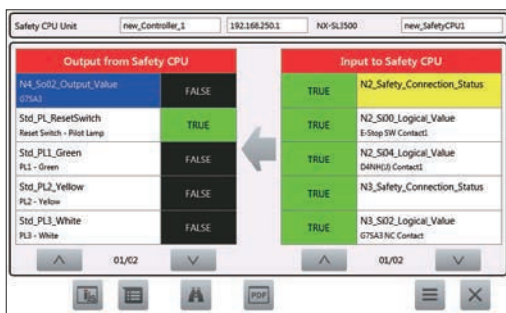 Safety CPU Unit new_Controller_1 192.168.250.1 NX-SL3500 new_SafetyCPU1
Output from Safety CPU
N4_So02_Output_Value
G7SA3
FALSE
Std_PL_ResetSwitch
Reset Switch - Pilot Lamp
TRUE
Std_PL1_Green
PL1 - Green
FALSE
Std_PL2_Yellow
PL2 - Yellow
FALSE
Std_PL3_White
PL3 - White
FALSE
01/02
Input to Safety CPU
TRUE
N2_Safety_Connection_Status
TRUE
N2_Si00_Logical_Value
E-Stop SW Contact1
TRUE
N2_Si04_Logical_Value
D4NH(J) Contact1
TRUE
N3_Safety_Connection_Status
TRUE
N3_Si02_Logical_Value
G7SA3 NC Contact
01/02
PDF